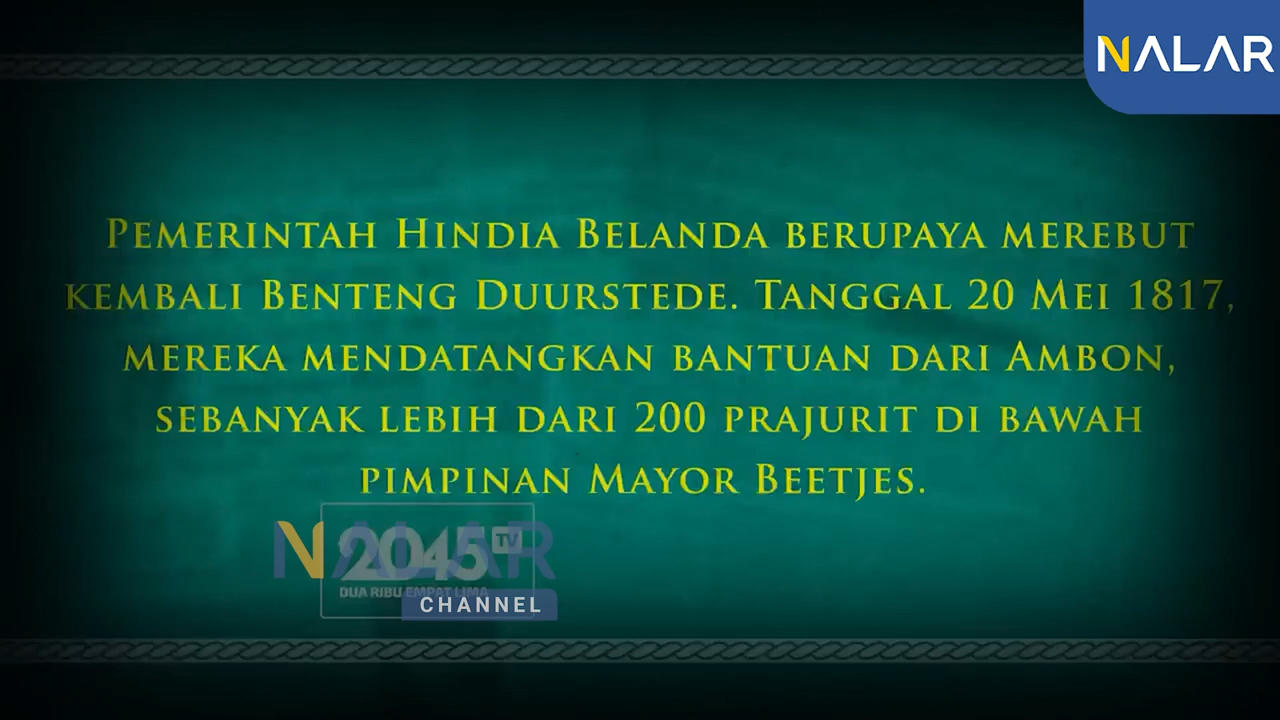 NALAR
PEMERINTAH HINDIA BELANDA BERUPAYA MEREBUT
KEMBALI BENTENG DUURSTEDE. TANGGAL 20 MEI 1817,
MEREKA MENDATANGKAN BANTUAN DARI AMBON,
SEBANYAK LEBIH DARI 200 PRAJURIT DI BAWAH
PIMPINAN MAYOR BEETJES.
NALAR
2045 TV
DUA RIBU EMPAT LIMA
CHANNEL